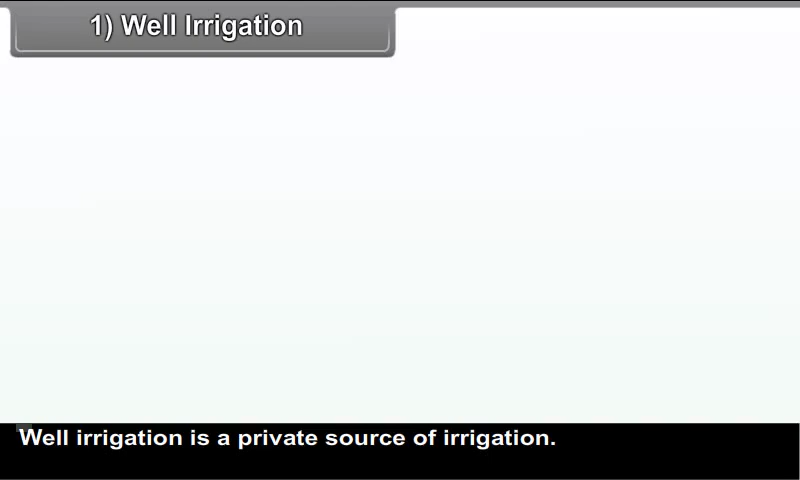 1) Well Irrigation
Well irrigation is a private source of irrigation.